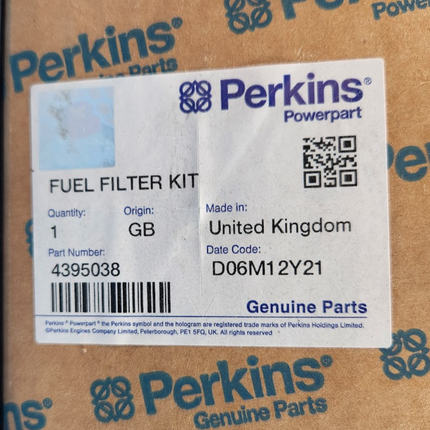 Perkins®
Genuine Parts
Powerpart
Perkins®
Powerpart
FUEL FILTER KIT
Quantity: Origin: Made in:
1 GB United Kingdom
Part Number: Date Code:
4395038 D06M12Y21
Genuine Parts
Perkins® Powerpart® the Perkins symbol and the hologram are registered trade marks of Perkins Holdings Limited.
©Perkins Engines Company Limited, Peterborough, PE1 5FQ, UK. All rights reserved
Perkins®
Genuine Parts